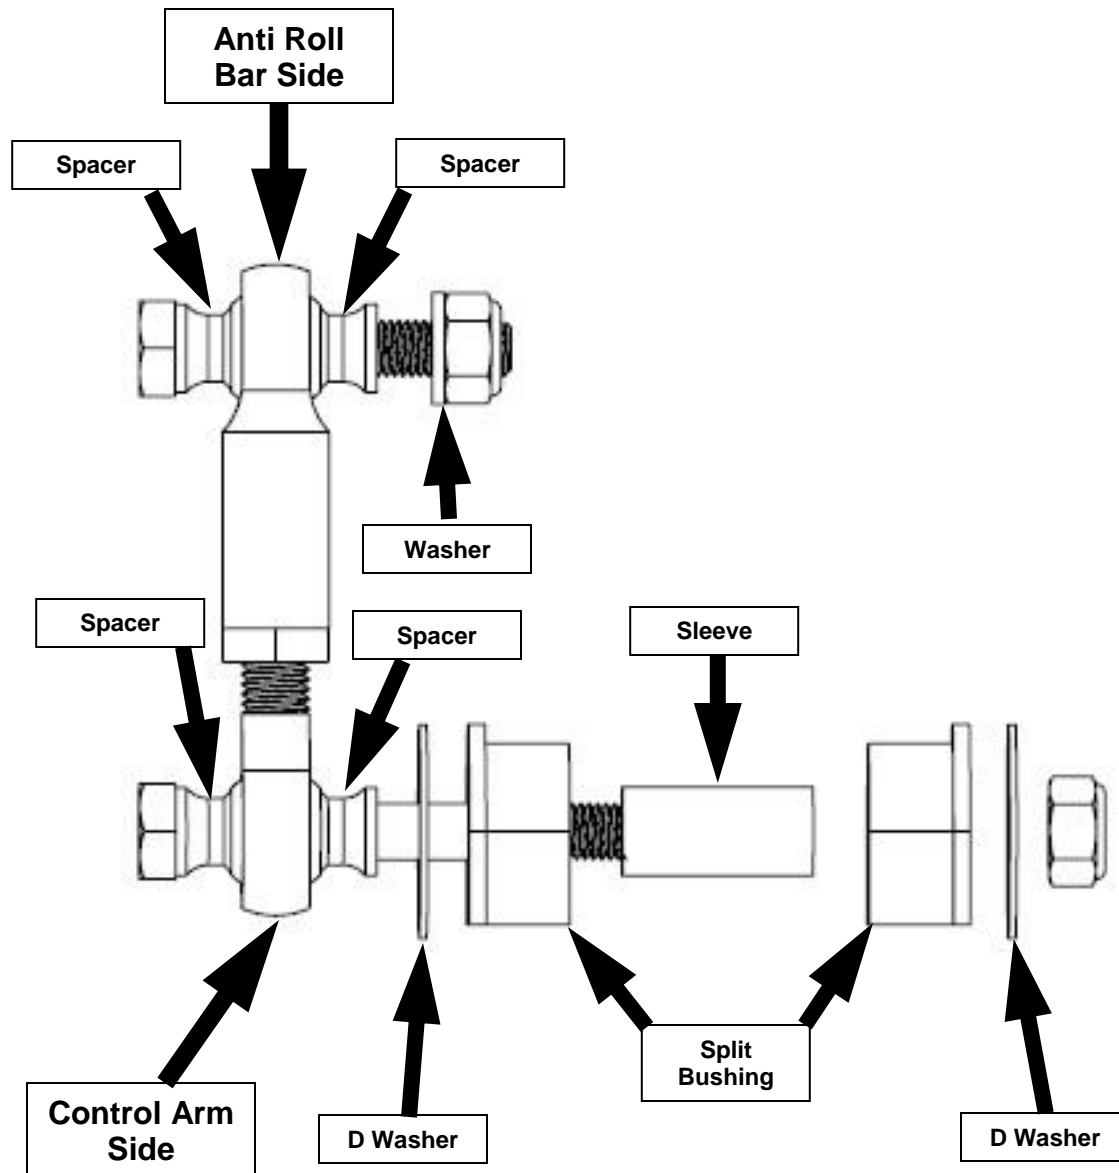 Anti Roll
Bar Side
Spacer
Spacer
Washer
Spacer
Spacer
Sleeve
Split
Bushing
Control Arm
Side
D Washer
D Washer